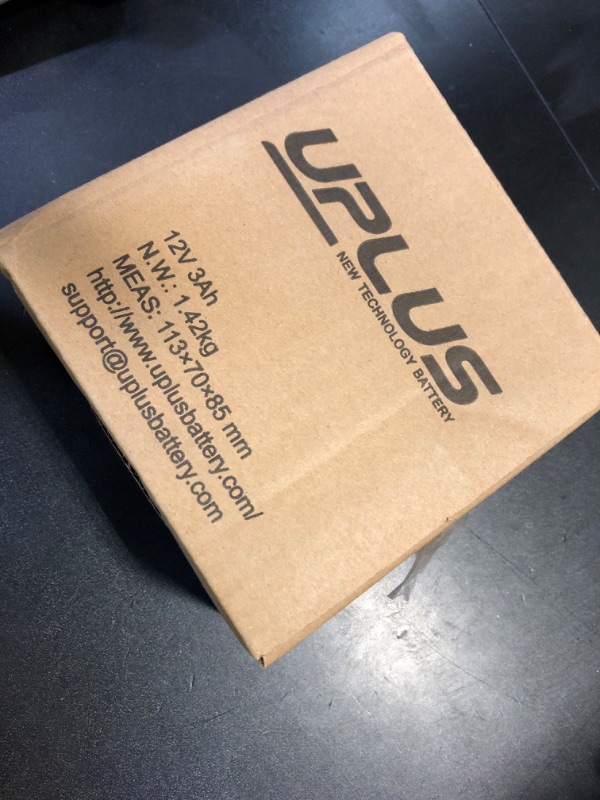 UPLUS
NEW TECHNOLOGY BATTERY
12V 3Ah
N.W.: 1.42kg
MEAS: 113×70×85 mm
http://www.uplusbattery.com/
support@uplusbattery.com